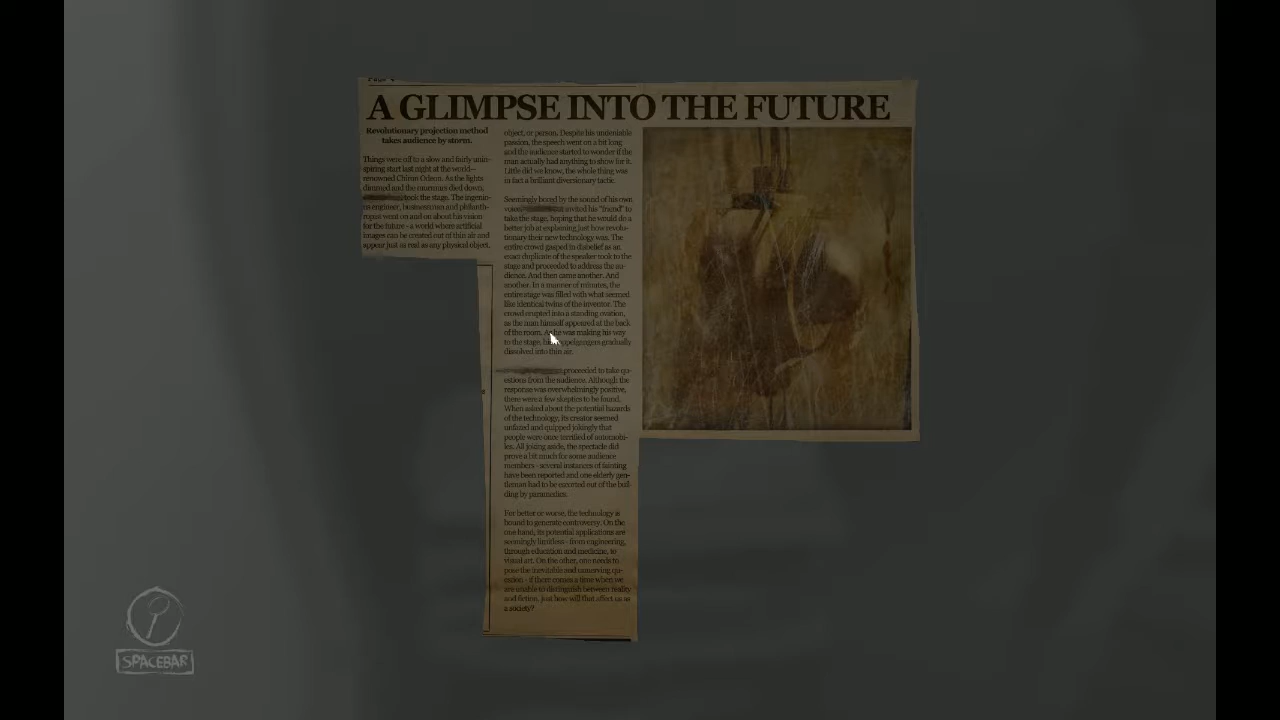 Page 4
A GLIMPSE INTO THE FUTURE
Revolutionary projection method
takes audience by storm.
Things were off to a slow and fairly unin-
spiring start last night at the world–
renowned Chiron Odeon. As the lights
dimmed and the murmurs died down,
took the stage. The ingeni-
us engineer, businessman and philanth-
ropist went on and on about his vision
for the future - a world where artificial
images can be created out of thin air and
appear just as real as any physical object,
object, or person. Despite his undeniable
passion, the speech went on a bit long
and the audience started to wonder if the
man actually had anything to show for it.
Little did we know, the whole thing was
in fact a brilliant diversionary tactic.
Seemingly bored by the sound of his own
voice, invited his "friend" to
take the stage, hoping that he would do a
better job at explaining just how revolu-
tionary their new technology was. The
entire crowd gasped in disbelief as an
exact duplicate of the speaker took to the
stage and proceeded to address the au-
dience. And then came another. And
another. In a manner of minutes, the
entire stage was filled with what seemed
like identical twins of the inventor. The
crowd erupted into a standing ovation,
as the man himself appeared at the back
of the room. As he was making his way
to the stage, his doppelgangers gradually
dissolved into thin air.
proceeded to take qu-
estions from the audience. Although the
response was overwhelmingly positive,
there were a few skeptics to be found.
When asked about the potential hazards
of the technology, its creator seemed
unfazed and quipped jokingly that
people were once terrified of automobi-
les. All joking aside, the spectacle did
prove a bit much for some audience
members - several instances of fainting
have been reported and one elderly gen-
tleman had to be escorted out of the buil-
ding by paramedics.
For better or worse, the technology is
bound to generate controversy. On the
one hand, its potential applications are
seemingly limitless - from engineering,
through education and medicine, to
visual art. On the other, one needs to
pose the inevitable and unnerving qu-
estion - if there comes a time when we
are unable to distinguish between reality
and fiction, just how will that affect us as
a society?
SPACEBAR